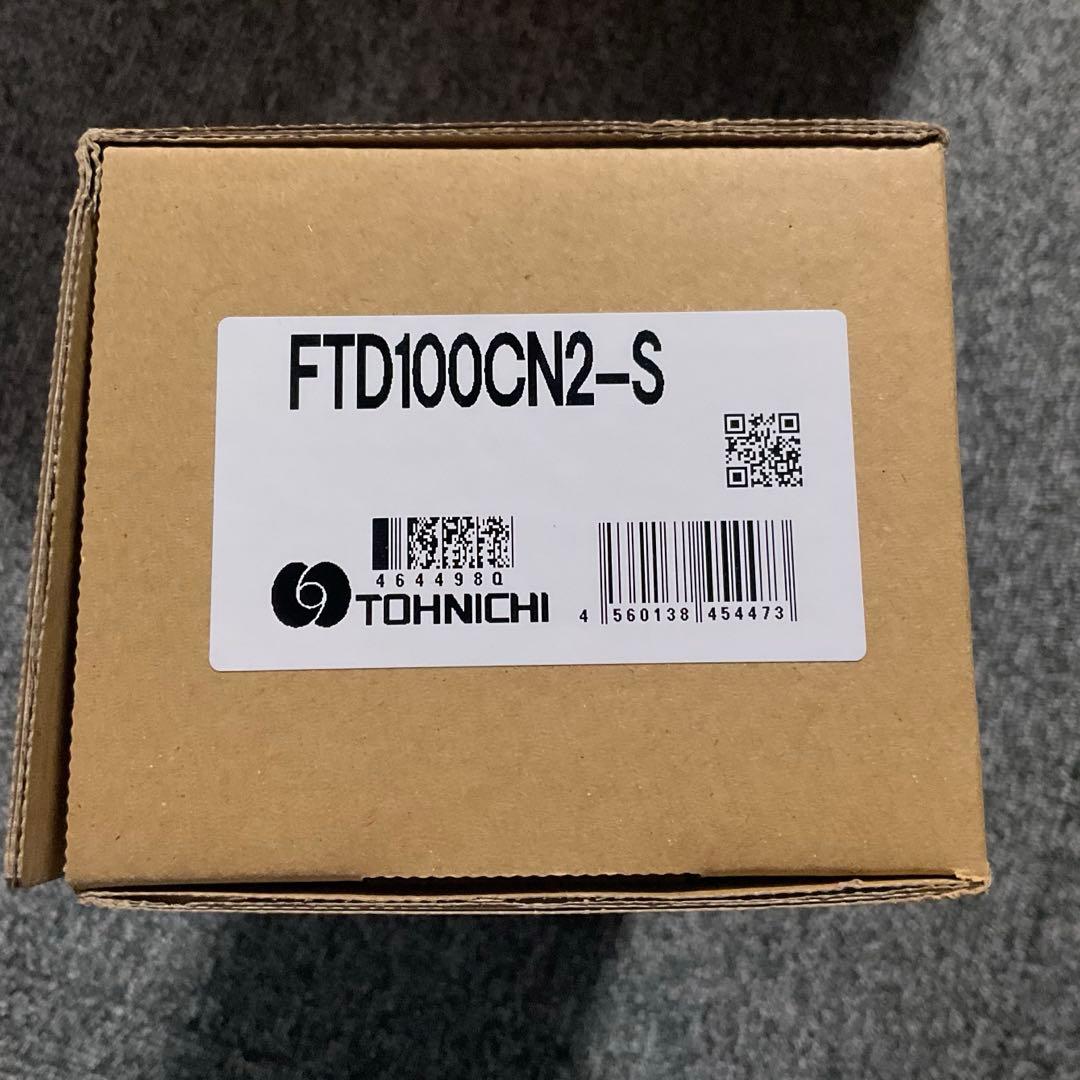 FTD100CN2-S
464498Q
TOHNICHI
4 560138 454473